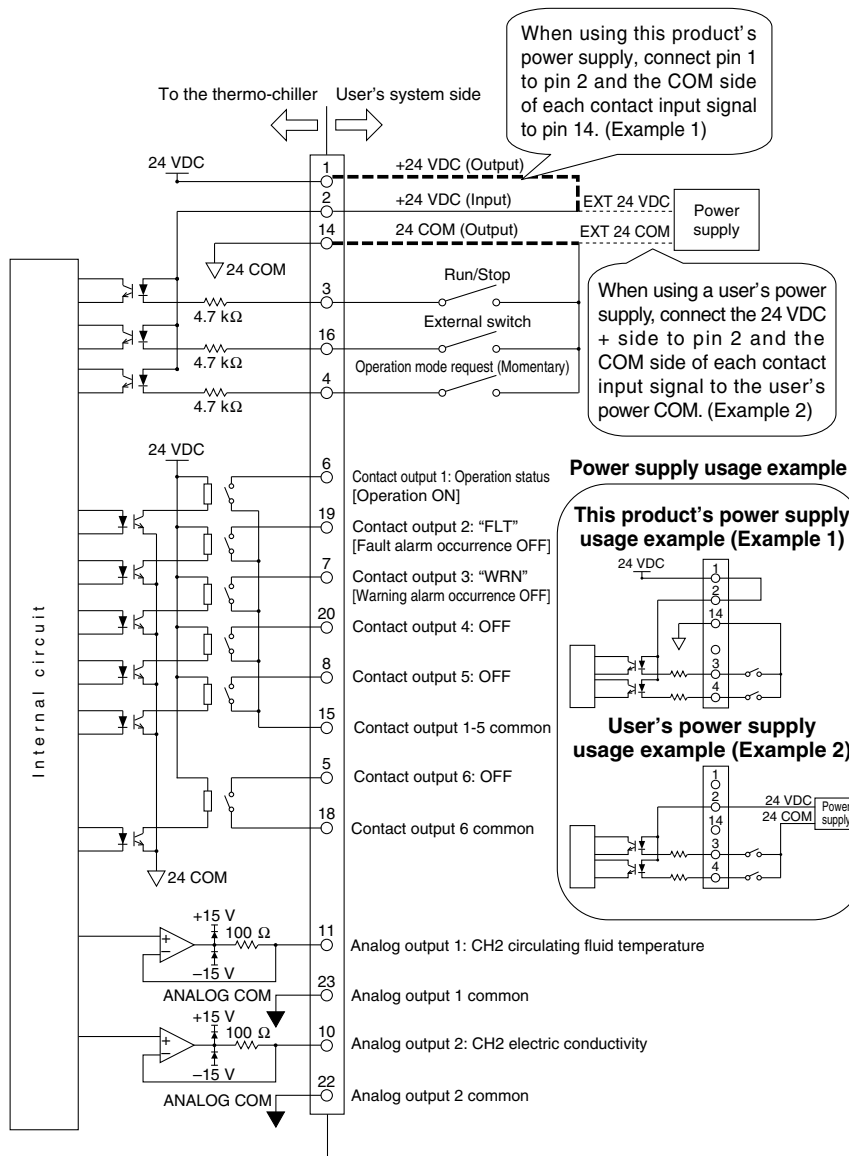 When using this product's
power supply, connect pin 1
to pin 2 and the COM side
of each contact input signal
to pin 14. (Example 1)
To the thermo-chiller
User's system side
24 VDC
1
+24 VDC (Output)
2
+24 VDC (Input)
EXT 24 VDC
14
24 COM (Output)
EXT 24 COM
Power
supply
24 COM
Run/Stop
3
4.7 kΩ
External switch
16
4.7 kΩ
Operation mode request (Momentary)
4
4.7 kΩ
When using a user's power
supply, connect the 24 VDC
+ side to pin 2 and the
COM side of each contact
input signal to the user's
power COM. (Example 2)
Internal circuit
24 VDC
6
Contact output 1: Operation status
[Operation ON]
19
Contact output 2: “FLT”
[Fault alarm occurrence OFF]
7
Contact output 3: “WRN”
[Warning alarm occurrence OFF]
20
Contact output 4: OFF
8
Contact output 5: OFF
15
Contact output 1-5 common
5
Contact output 6: OFF
18
Contact output 6 common
24 COM
+15 V
100 Ω
11
Analog output 1: CH2 circulating fluid temperature
−15 V
ANALOG COM
23
Analog output 1 common
+15 V
100 Ω
10
Analog output 2: CH2 electric conductivity
−15 V
ANALOG COM
22
Analog output 2 common
Power supply usage example
This product's power supply
usage example (Example 1)
24 VDC
1
2
14
3
4
User's power supply
usage example (Example 2)
1
2
24 VDC
14
24 COM
Power
supply
3
4